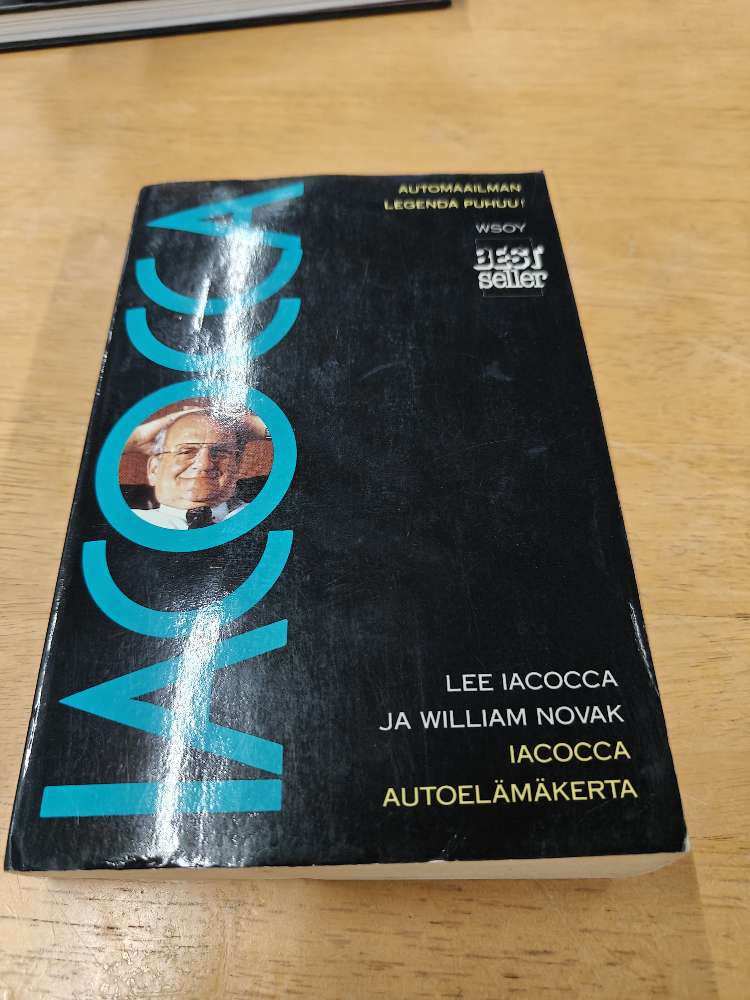 IACOCCA
AUTOMAAILMAN
LEGENDA PUHUU!
WSOY
BEST
seller
LEE IACOCCA
JA WILLIAM NOVAK
IACOCCA
AUTOELÄMÄKERTA